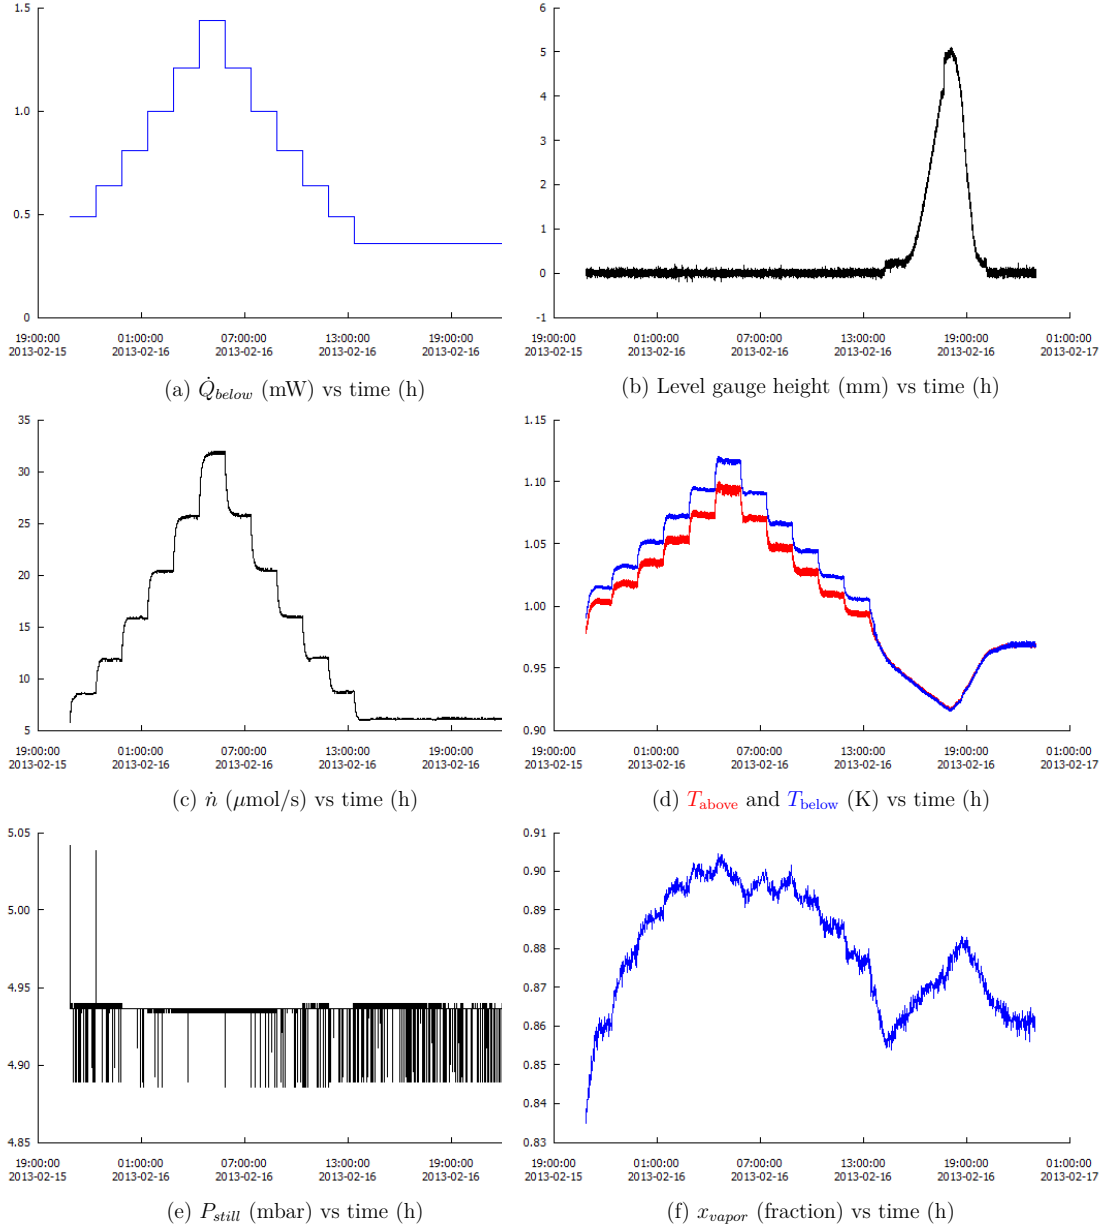 1.5
1.0
0.5
0
19:00:00 01:00:00 07:00:00 13:00:00 19:00:00
2013-02-15 2013-02-16 2013-02-16 2013-02-16 2013-02-16
(a) Q̇below (mW) vs time (h)
6
5
4
3
2
1
0
-1
19:00:00 01:00:00 07:00:00 13:00:00 19:00:00 01:00:00
2013-02-15 2013-02-16 2013-02-16 2013-02-16 2013-02-16 2013-02-17
(b) Level gauge height (mm) vs time (h)
35
30
25
20
15
10
5
19:00:00 01:00:00 07:00:00 13:00:00 19:00:00
2013-02-15 2013-02-16 2013-02-16 2013-02-16 2013-02-16
(c) ṅ (μmol/s) vs time (h)
1.15
1.10
1.05
1.00
0.95
0.90
19:00:00 01:00:00 07:00:00 13:00:00 19:00:00 01:00:00
2013-02-15 2013-02-16 2013-02-16 2013-02-16 2013-02-16 2013-02-17
(d) Tabove and Tbelow (K) vs time (h)
5.05
5.00
4.95
4.90
4.85
19:00:00 01:00:00 07:00:00 13:00:00 19:00:00
2013-02-15 2013-02-16 2013-02-16 2013-02-16 2013-02-16
(e) Pstill (mbar) vs time (h)
0.91
0.90
0.89
0.88
0.87
0.86
0.85
0.84
0.83
19:00:00 01:00:00 07:00:00 13:00:00 19:00:00 01:00:00
2013-02-15 2013-02-16 2013-02-16 2013-02-16 2013-02-16 2013-02-17
(f) xvapor (fraction) vs time (h)